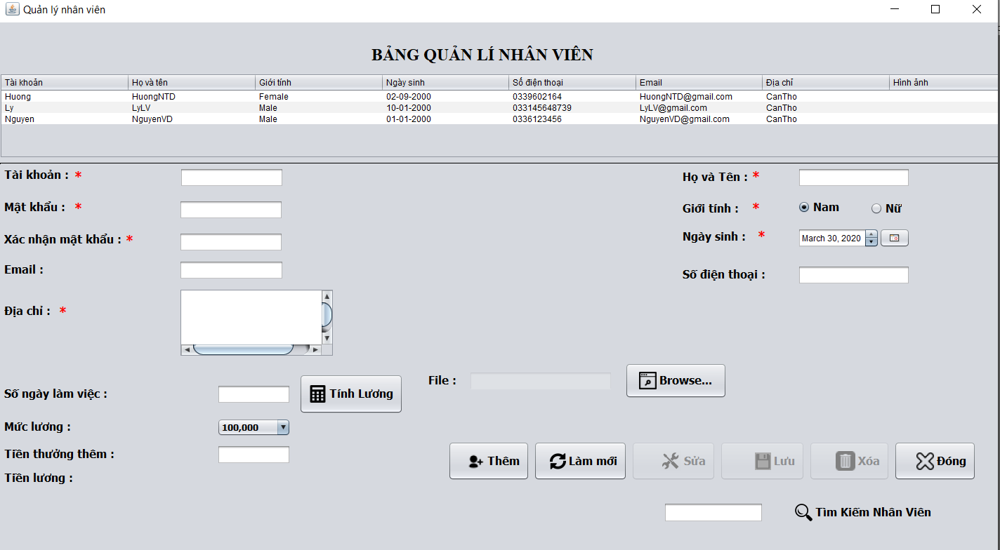 Quản lý nhân viên
BẢNG QUẢN LÍ NHÂN VIÊN
Tài khoản Họ và tên Giới tính Ngày sinh Số điện thoại Email Địa chỉ Hình ảnh
Huong HuongNTD Female 02-09-2000 0339602164 HuongNTD@gmail.com CanTho
Ly LyLV Male 10-01-2000 033145648739 LyLV@gmail.com CanTho
Nguyen NguyenVD Male 01-01-2000 0336123456 NguyenVD@gmail.com CanTho
Tài khoản : * Họ và Tên : *
Mật khẩu : * Giới tính : * Nam Nữ
Xác nhận mật khẩu : * Ngày sinh : * March 30, 2020
Email : Số điện thoại :
Địa chỉ : *
File : Browse...
Số ngày làm việc : Tính Lương
Mức lương : 100,000
Tiền thưởng thêm : Thêm Làm mới Sửa Lưu Xóa Đóng
Tiền lương :
Tìm Kiếm Nhân Viên